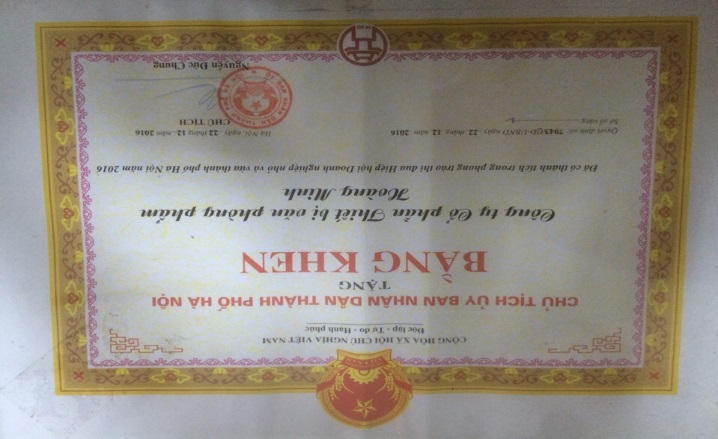 CỘNG HÒA XÃ HỘI CHỦ NGHĨA VIỆT NAM
Độc lập - Tự do - Hạnh phúc
CHỦ TỊCH ỦY BAN NHÂN DÂN THÀNH PHỐ HÀ NỘI
TẶNG
BẰNG KHEN
Công ty Cổ phần Thiết bị văn phòng phẩm
Hoàng Minh
Đã có thành tích trong phong trào thi đua Hiệp hội Doanh nghiệp nhỏ và vừa thành phố Hà Nội năm 2016
Quyết định số: 7043/QĐ-UBND ngày 22 tháng 12 năm 2016
Sổ số vàng
Hà Nội, ngày 22 tháng 12 năm 2016
CHỦ TỊCH
Nguyễn Đức Chung